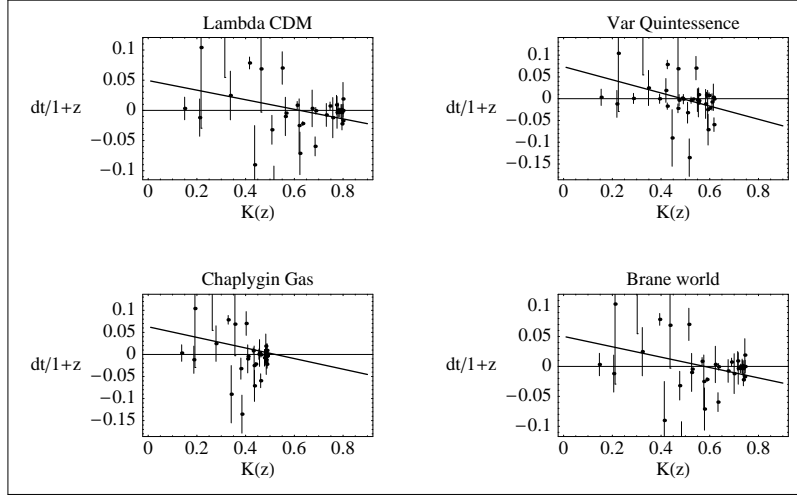 Lambda CDM
0.1
0.05
0
−0.05
−0.1
dt/1+z
0 0.2 0.4 0.6 0.8
K(z)
Var Quintessence
0.1
0.05
0
−0.05
−0.1
−0.15
dt/1+z
0 0.2 0.4 0.6 0.8
K(z)
Chaplygin Gas
0.1
0.05
0
−0.05
−0.1
−0.15
dt/1+z
0 0.2 0.4 0.6 0.8
K(z)
Brane world
0.1
0.05
0
−0.05
−0.1
dt/1+z
0 0.2 0.4 0.6 0.8
K(z)